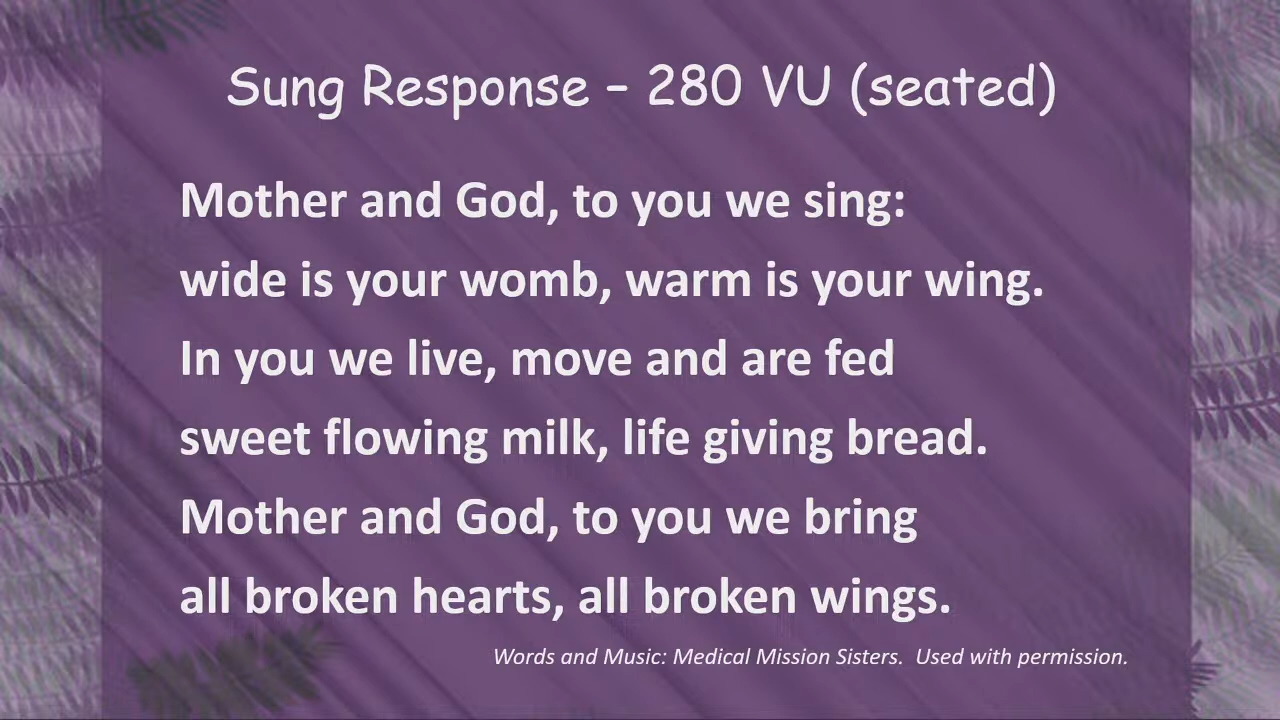 Sung Response – 280 VU (seated)
Mother and God, to you we sing:
wide is your womb, warm is your wing.
In you we live, move and are fed
sweet flowing milk, life giving bread.
Mother and God, to you we bring
all broken hearts, all broken wings.
Words and Music: Medical Mission Sisters.  Used with permission.